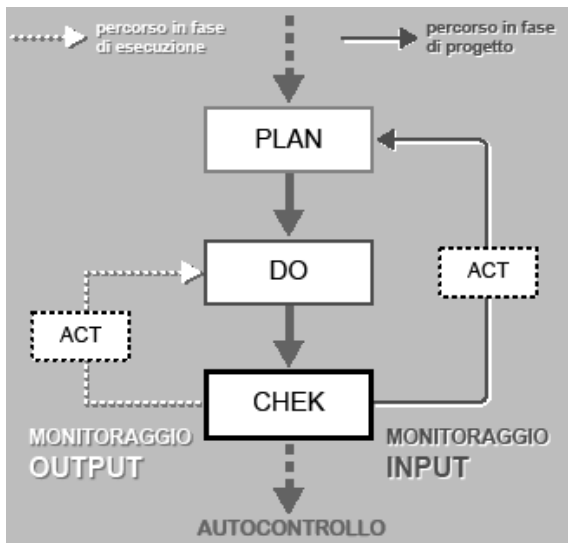 percorso in fase
di esecuzione
percorso in fase
di progetto
PLAN
DO
ACT
ACT
CHEK
MONITORAGGIO
OUTPUT
MONITORAGGIO
INPUT
AUTOCONTROLLO